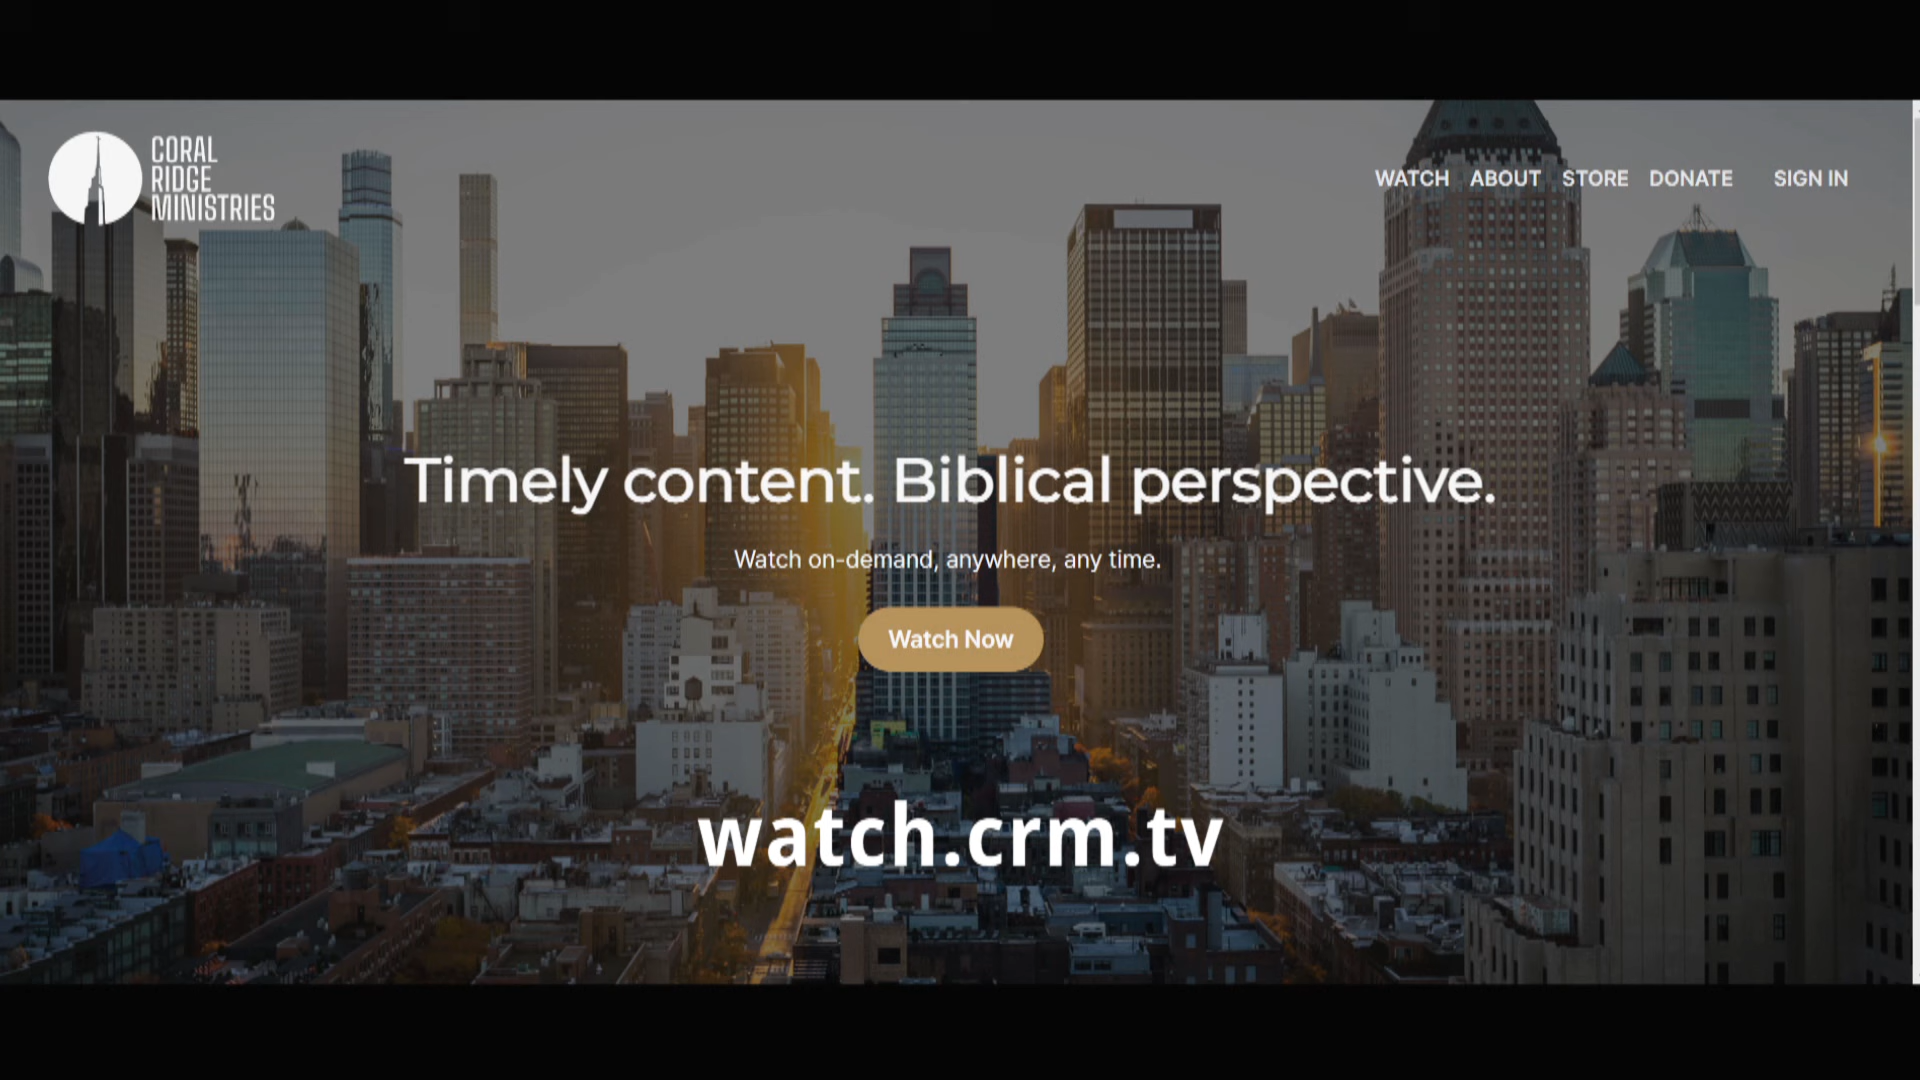 CORAL
RIDGE
MINISTRIES
WATCH ABOUT STORE DONATE SIGN IN
Timely content. Biblical perspective.
Watch on-demand, anywhere, any time.
Watch Now
watch.crm.tv